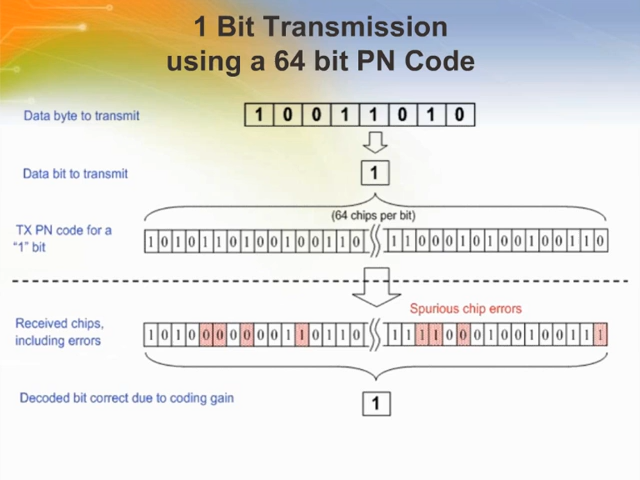 1 Bit Transmission
using a 64 bit PN Code
Data byte to transmit
1 0 0 1 1 0 1 0
Data bit to transmit
1
(64 chips per bit)
TX PN code for a
“1” bit
1 0 1 0 1 1 0 1 0 0 1 0 0 1 1 0 1 1 0 0 0 1 0 1 0 0 1 0 0 1 1 0
Spurious chip errors
Received chips,
including errors
1 0 1 0 0 0 0 0 0 0 1 1 0 1 1 0 1 1 1 1 0 0 0 1 0 0 1 0 0 1 1 1
Decoded bit correct due to coding gain
1